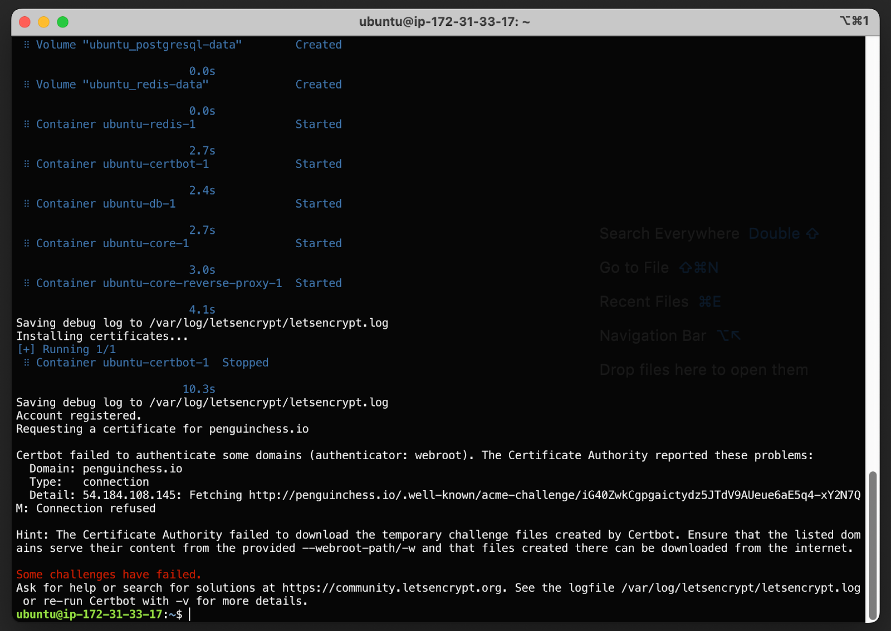 ubuntu@ip-172-31-33-17: ~
⌥⌘1
⠿ Volume "ubuntu_postgresql-data" Created
0.0s
⠿ Volume "ubuntu_redis-data" Created
0.0s
⠿ Container ubuntu-redis-1 Started
2.7s
⠿ Container ubuntu-certbot-1 Started
2.4s
⠿ Container ubuntu-db-1 Started
2.7s
⠿ Container ubuntu-core-1 Started
3.0s
⠿ Container ubuntu-core-reverse-proxy-1 Started
4.1s
Saving debug log to /var/log/letsencrypt/letsencrypt.log
Installing certificates...
[+] Running 1/1
⠿ Container ubuntu-certbot-1 Stopped
10.3s
Saving debug log to /var/log/letsencrypt/letsencrypt.log
Account registered.
Requesting a certificate for penguinchess.io
Certbot failed to authenticate some domains (authenticator: webroot). The Certificate Authority reported these problems:
Domain: penguinchess.io
Type: connection
Detail: 54.184.108.145: Fetching http://penguinchess.io/.well-known/acme-challenge/iG40ZwkCgpgaictydz5JTdV9AUeue6aE5q4-xY2N7Q
M: Connection refused
Hint: The Certificate Authority failed to download the temporary challenge files created by Certbot. Ensure that the listed dom
ains serve their content from the provided --webroot-path/-w and that files created there can be downloaded from the internet.
Some challenges have failed.
Ask for help or search for solutions at https://community.letsencrypt.org. See the logfile /var/log/letsencrypt/letsencrypt.log
or re-run Certbot with -v for more details.
ubuntu@ip-172-31-33-17:~$
Search Everywhere Double ⇧
Go to File ⇧⌘N
Recent Files ⌘E
Navigation Bar ⌥↖
Drop files here to open them